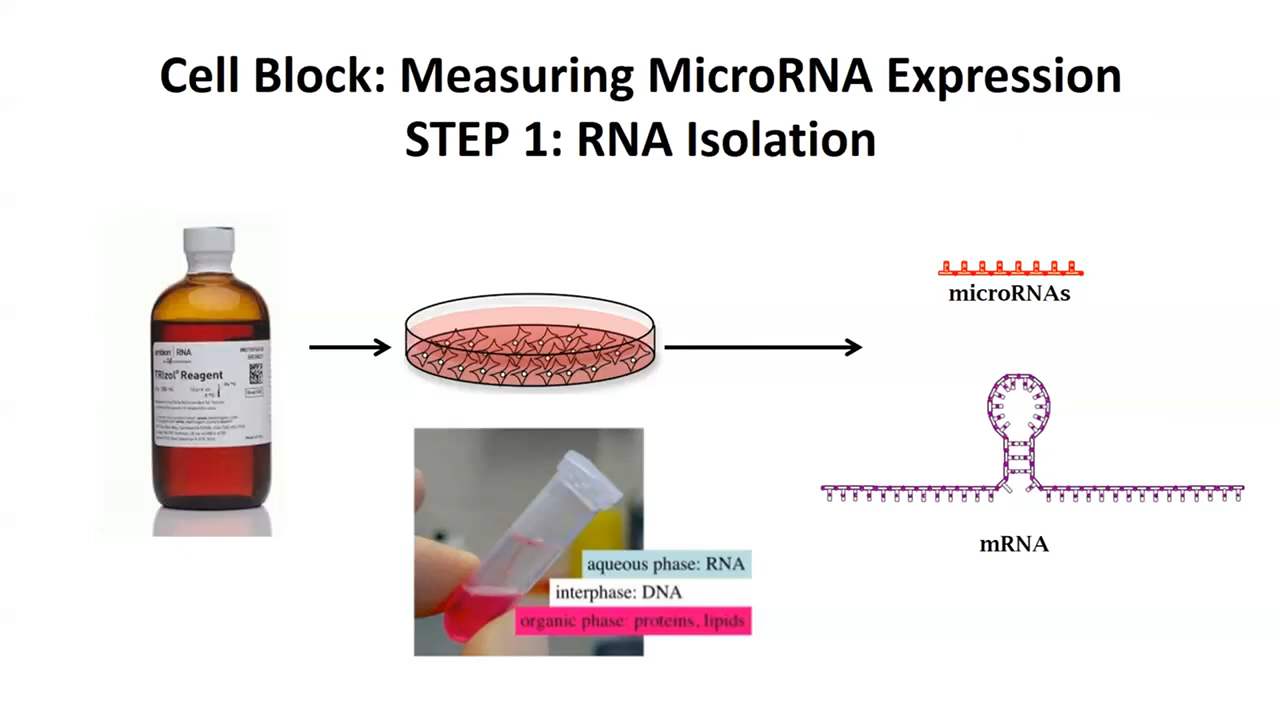 Cell Block: Measuring MicroRNA Expression
STEP 1: RNA Isolation
RNA
TRIzol® Reagent
microRNAs
mRNA
aqueous phase: RNA
interphase: DNA
organic phase: proteins, lipids